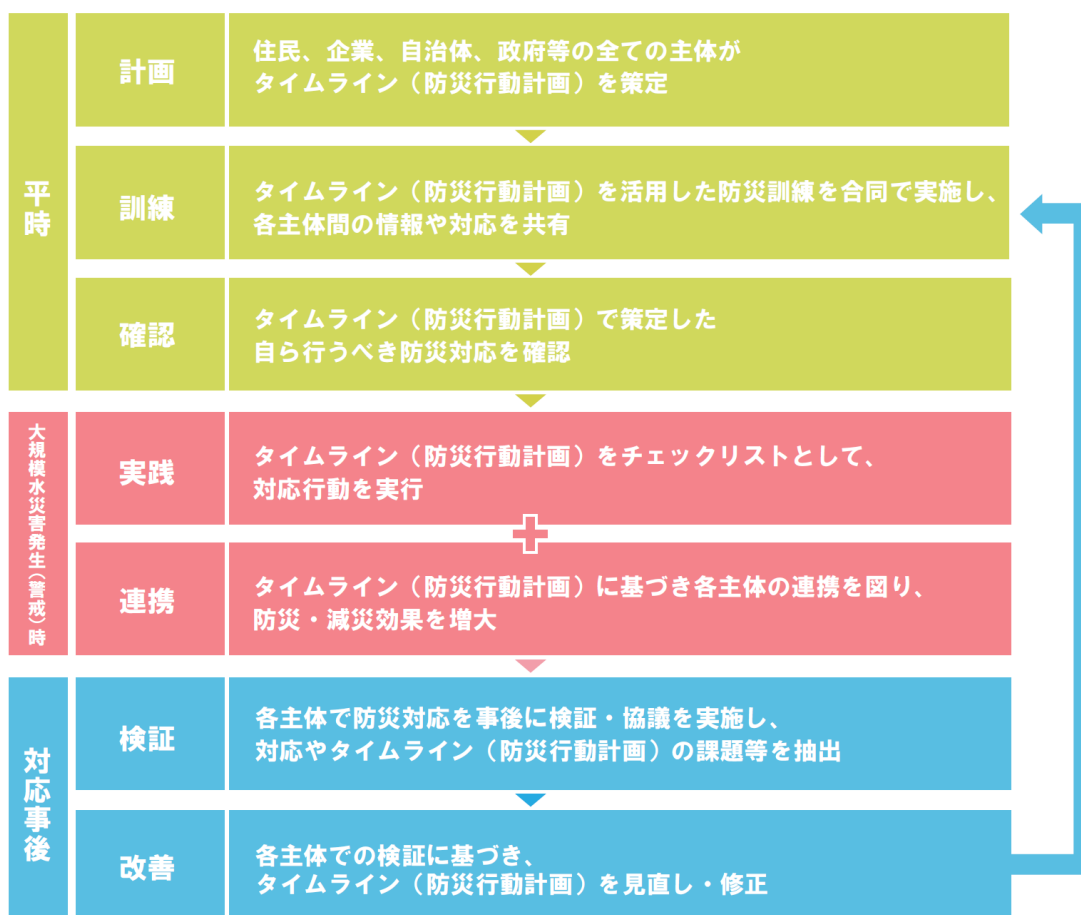 平時
計画
住民、企業、自治体、政府等の全ての主体が
タイムライン（防災行動計画）を策定
訓練
タイムライン（防災行動計画）を活用した防災訓練を合同で実施し、
各主体間の情報や対応を共有
確認
タイムライン（防災行動計画）で策定した
自ら行うべき防災対応を確認
大規模水災害発生（警戒）時
実践
タイムライン（防災行動計画）をチェックリストとして、
対応行動を実行
連携
タイムライン（防災行動計画）に基づき各主体の連携を図り、
防災・減災効果を増大
対応事後
検証
各主体で防災対応を事後に検証・協議を実施し、
対応やタイムライン（防災行動計画）の課題等を抽出
改善
各主体での検証に基づき、
タイムライン（防災行動計画）を見直し・修正